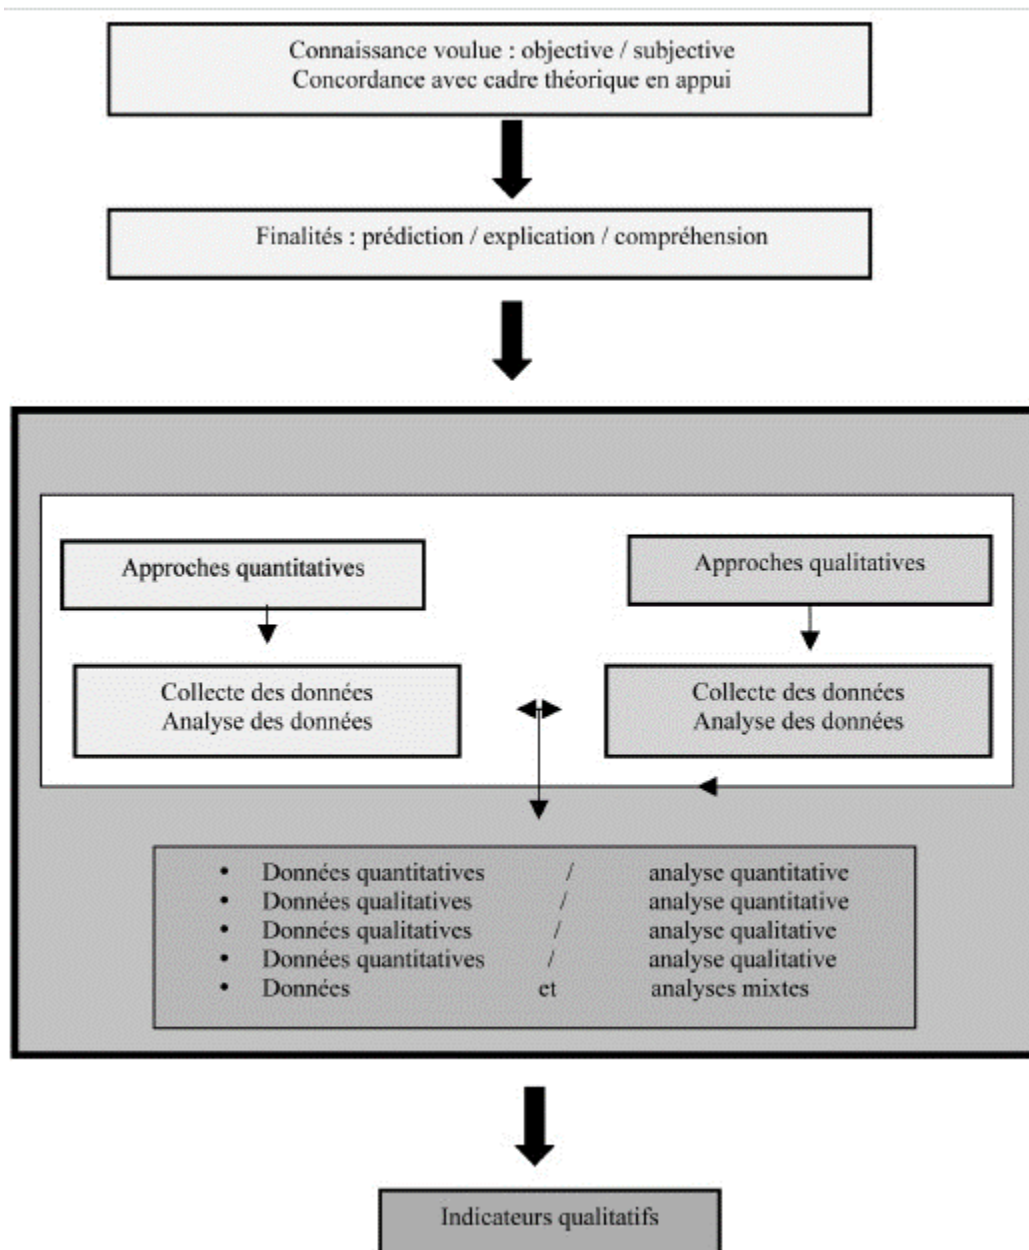 Connaissance voulue : objective / subjective
Concordance avec cadre théorique en appui
Finalités : prédiction / explication / compréhension
Approches quantitatives
Approches qualitatives
Collecte des données
Analyse des données
Collecte des données
Analyse des données
• Données quantitatives / analyse quantitative
• Données qualitatives / analyse quantitative
• Données qualitatives / analyse qualitative
• Données quantitatives / analyse qualitative
• Données et analyses mixtes
Indicateurs qualitatifs